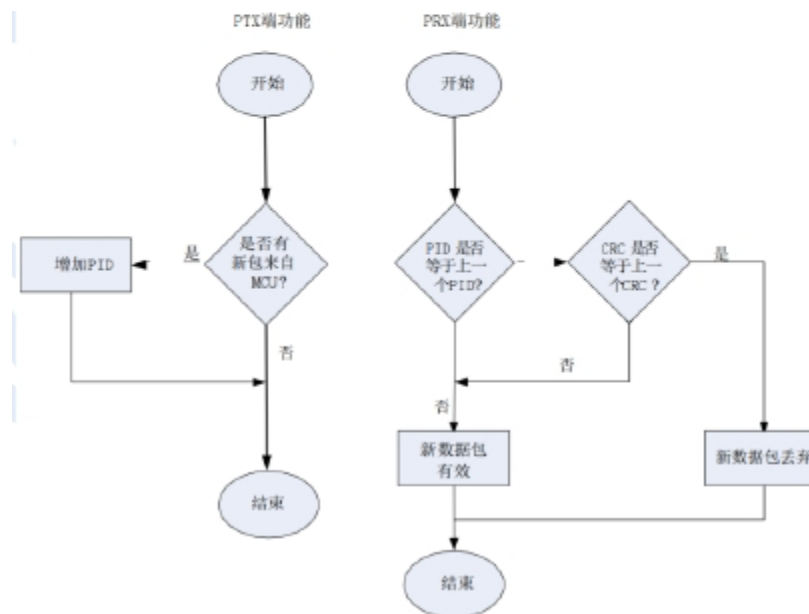 PTX端功能
开始
是否有
新包来自
MCU?
是
增加PID
否
结束
PRX端功能
开始
PID 是否
等于上一
个PID?
CRC 是否
等于上一
个CRC ?
是
否
否
新数据包
有效
新数据包丢弃
结束